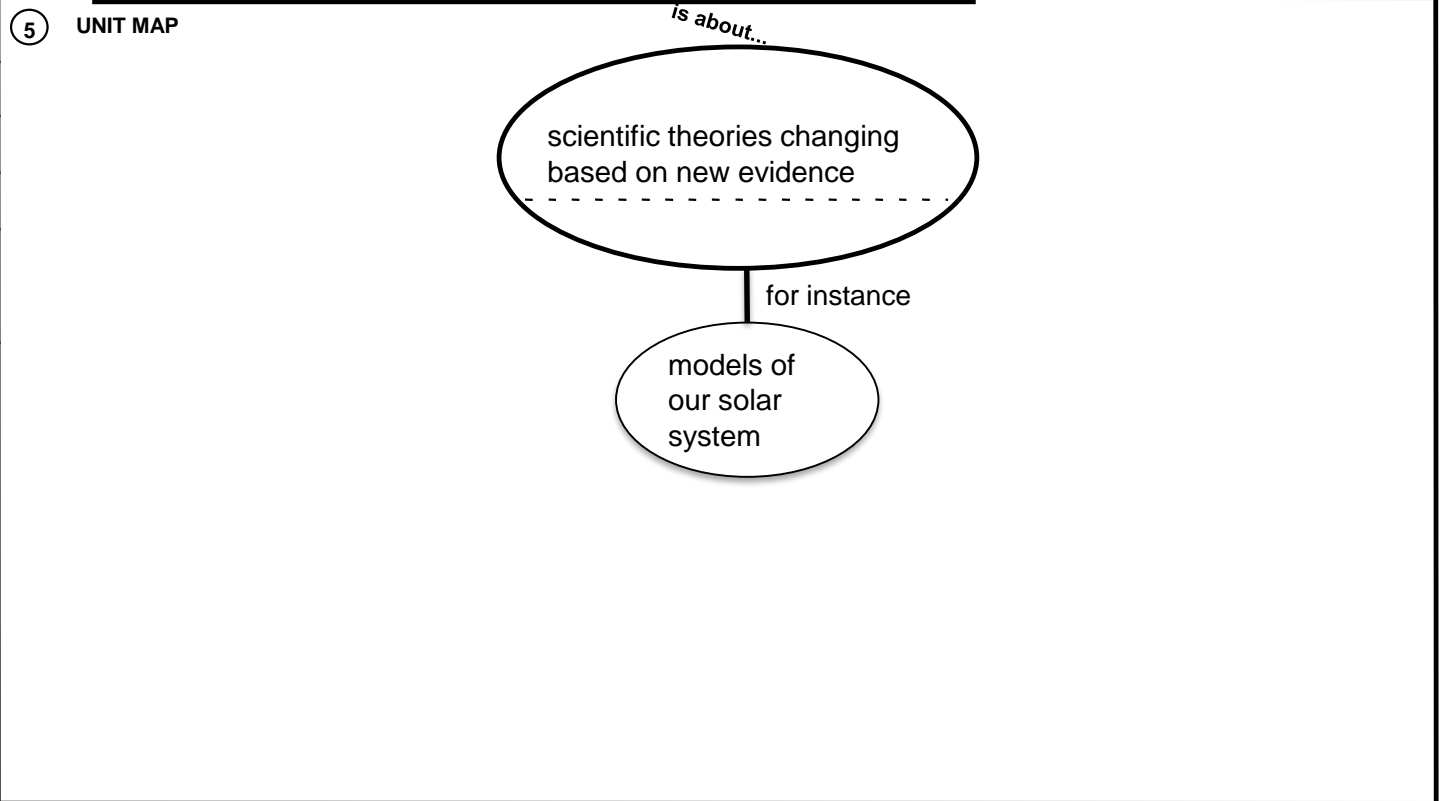 5 UNIT MAP
is about...
scientific theories changing
based on new evidence
for instance
models of
our solar
system